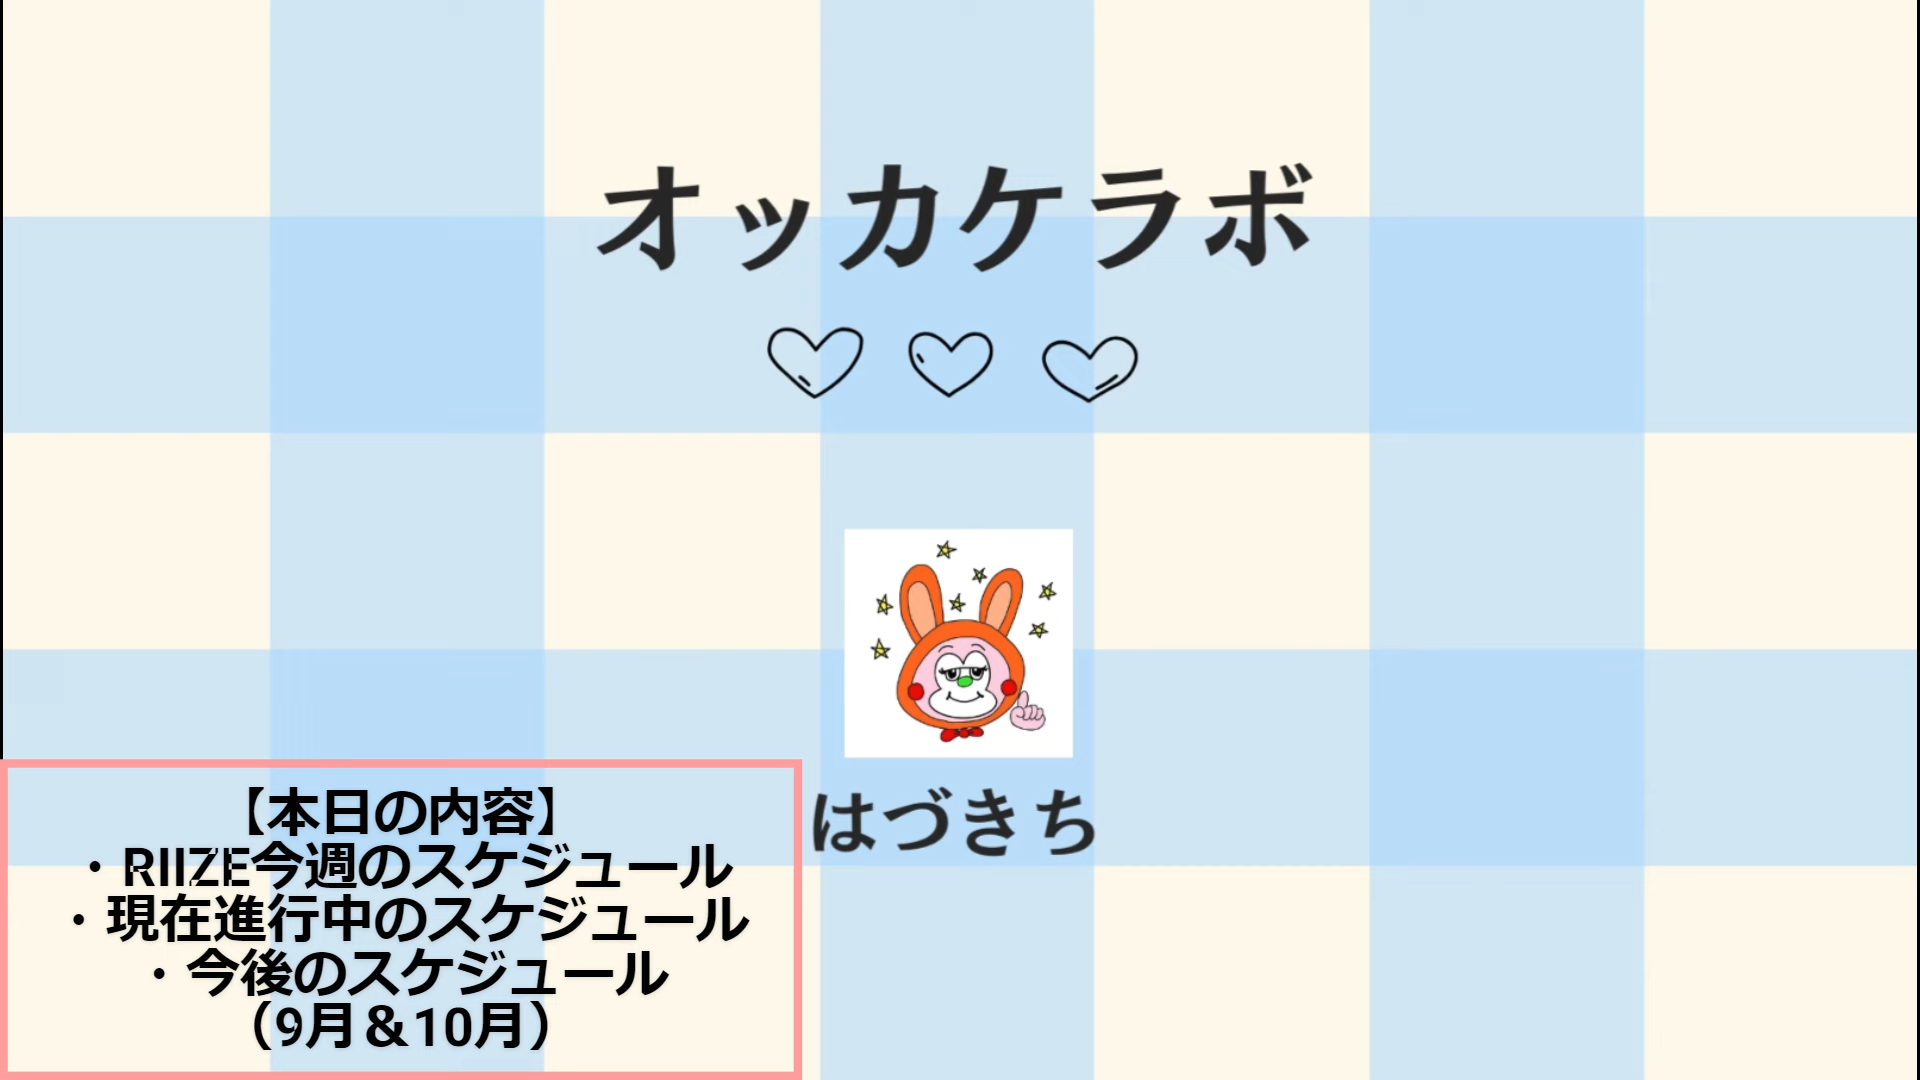 オッカケラボ
はづきち
【本日の内容】
・RIIZE今週のスケジュール
・現在進行中のスケジュール
・今後のスケジュール
（9月＆10月）